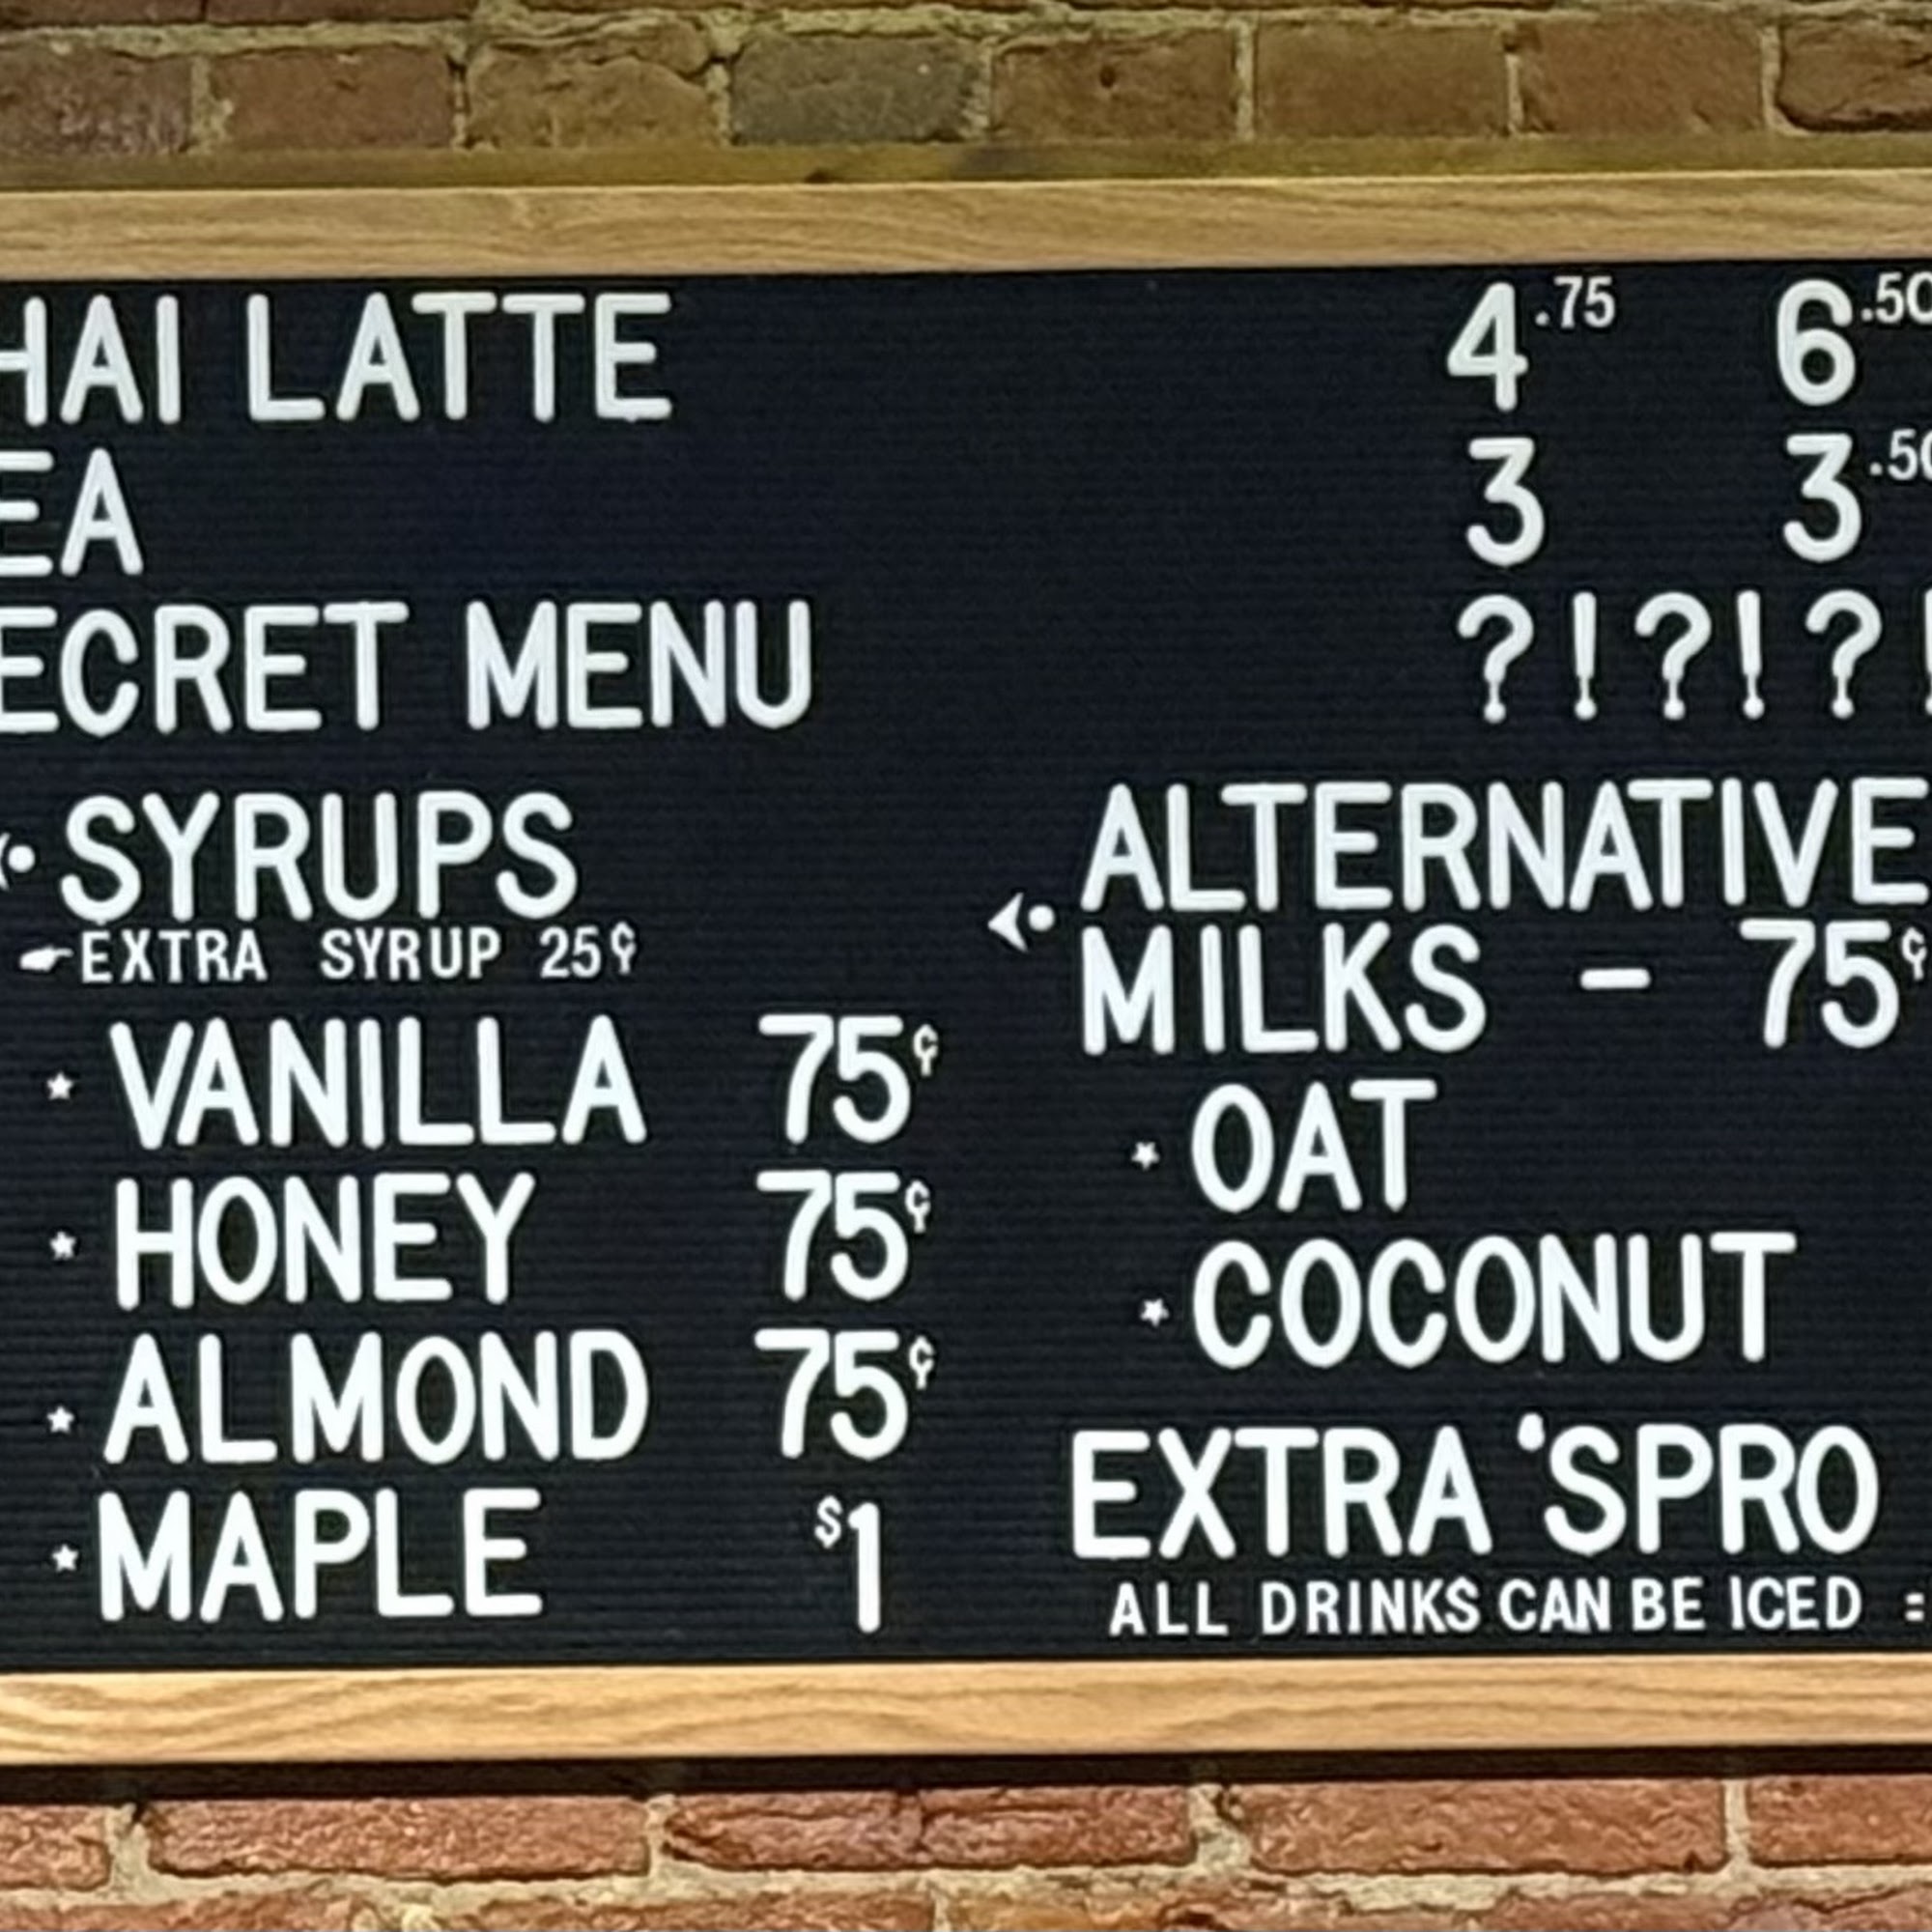 HAI LATTE 4.75 6.50
EA 3 3.50
ECRET MENU ?!?!?!
SYRUPS
EXTRA SYRUP 25¢
VANILLA 75¢
HONEY 75¢
ALMOND 75¢
MAPLE $1
ALTERNATIVE
MILKS - 75¢
OAT
COCONUT
EXTRA 'SPRO
ALL DRINKS CAN BE ICED =